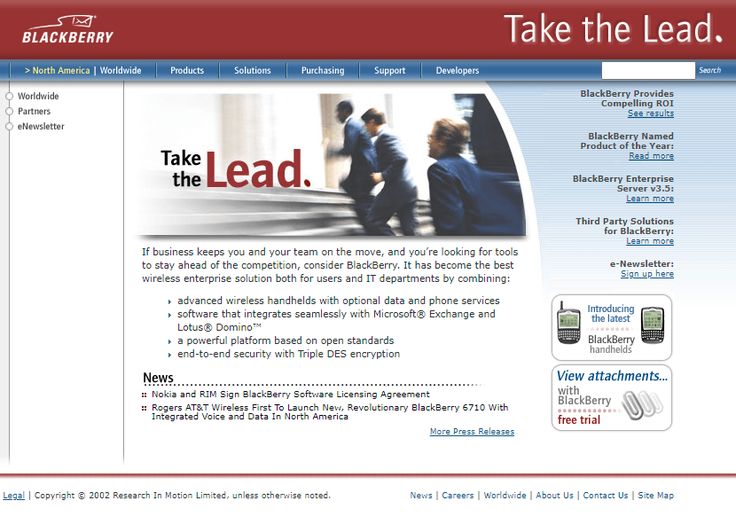 BLACKBERRY
Take the Lead.
> North America | Worldwide
Products
Solutions
Purchasing
Support
Developers
Search
Worldwide
Partners
eNewsletter
Take
the Lead.
If business keeps you and your team on the move, and you're looking for tools
to stay ahead of the competition, consider BlackBerry. It has become the best
wireless enterprise solution both for users and IT departments by combining:
advanced wireless handhelds with optional data and phone services
software that integrates seamlessly with Microsoft® Exchange and
Lotus® Domino™
a powerful platform based on open standards
end-to-end security with Triple DES encryption
News
Nokia and RIM Sign BlackBerry Software Licensing Agreement
Rogers AT&T Wireless First To Launch New, Revolutionary BlackBerry 6710 With
Integrated Voice and Data In North America
More Press Releases
BlackBerry Provides
Compelling ROI
See results
BlackBerry Named
Product of the Year:
Read more
BlackBerry Enterprise
Server v3.5:
Learn more
Third Party Solutions
for BlackBerry:
Learn more
e-Newsletter:
Sign up here
Introducing
the latest
BlackBerry
handhelds
View attachments...
with
BlackBerry
free trial
Legal | Copyright © 2002 Research In Motion Limited, unless otherwise noted.
News | Careers | Worldwide | About Us | Contact Us | Site Map